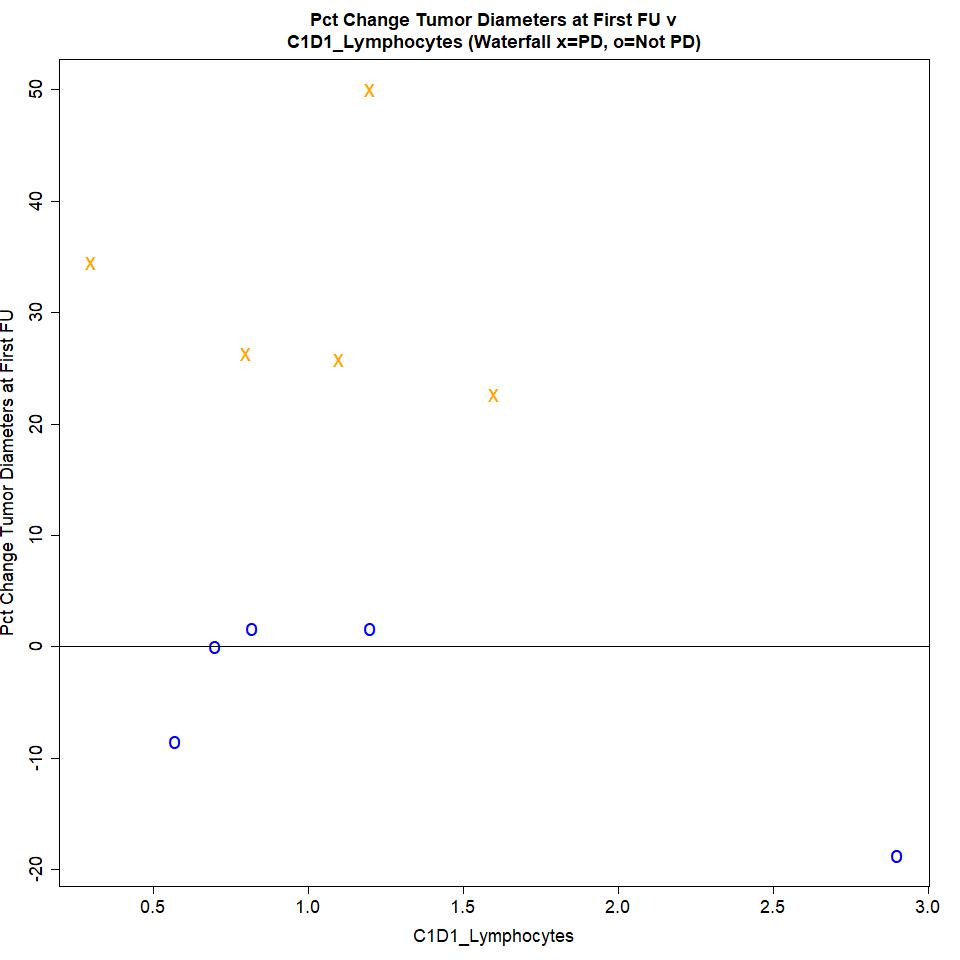 Pct Change Tumor Diameters at First FU v
C1D1_Lymphocytes (Waterfall x=PD, o=Not PD)
Pct Change Tumor Diameters at First FU
50
40
30
20
10
0
-10
-20
X
X
X
X
X
O
O
O
O
O
0.5
1.0
1.5
2.0
2.5
3.0
C1D1_Lymphocytes